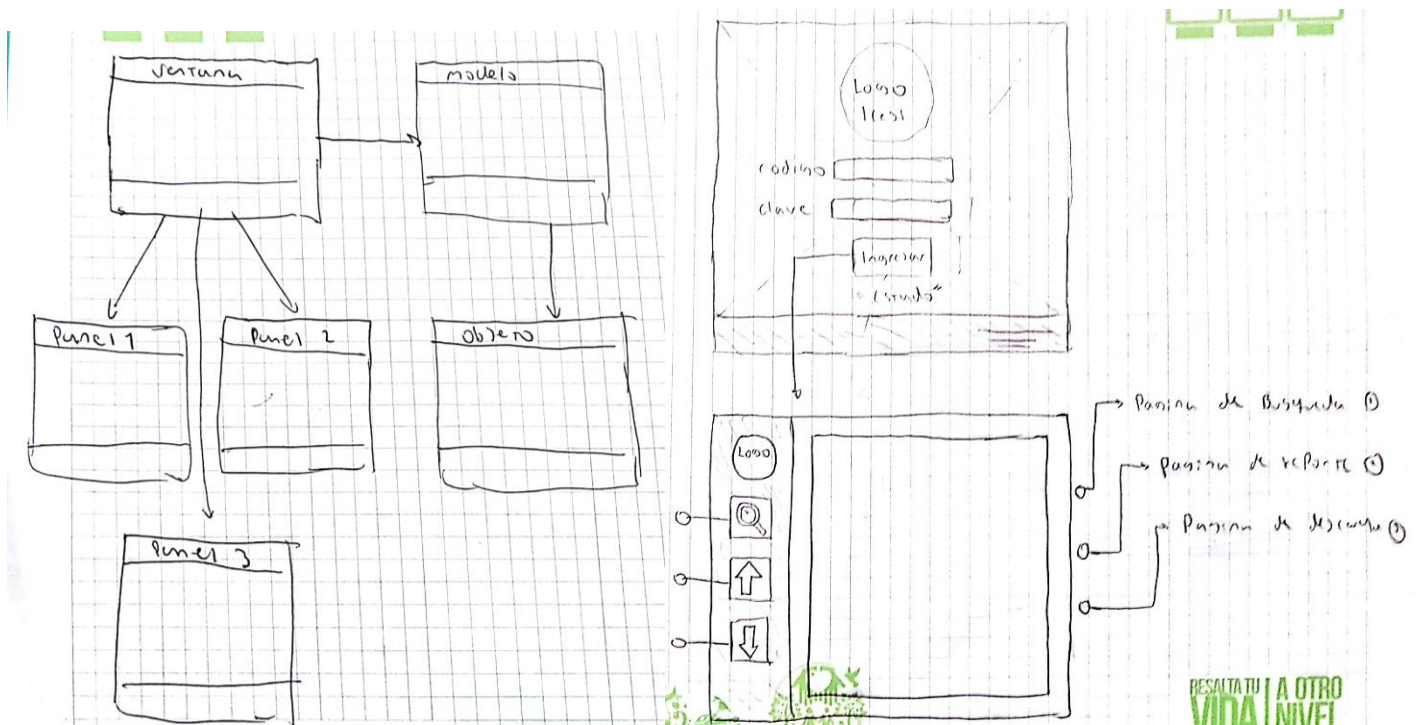 Ventana
modelo
Panel 1
Panel 2
Objeto
Panel 3
Logo
Icesi
codigo
clave
Ingresar
"Estado"
Logo
Pagina de Busqueda
pagina de reporte
Pagina de descarga
RESALTA TU
VIDA
A OTRO
NIVEL